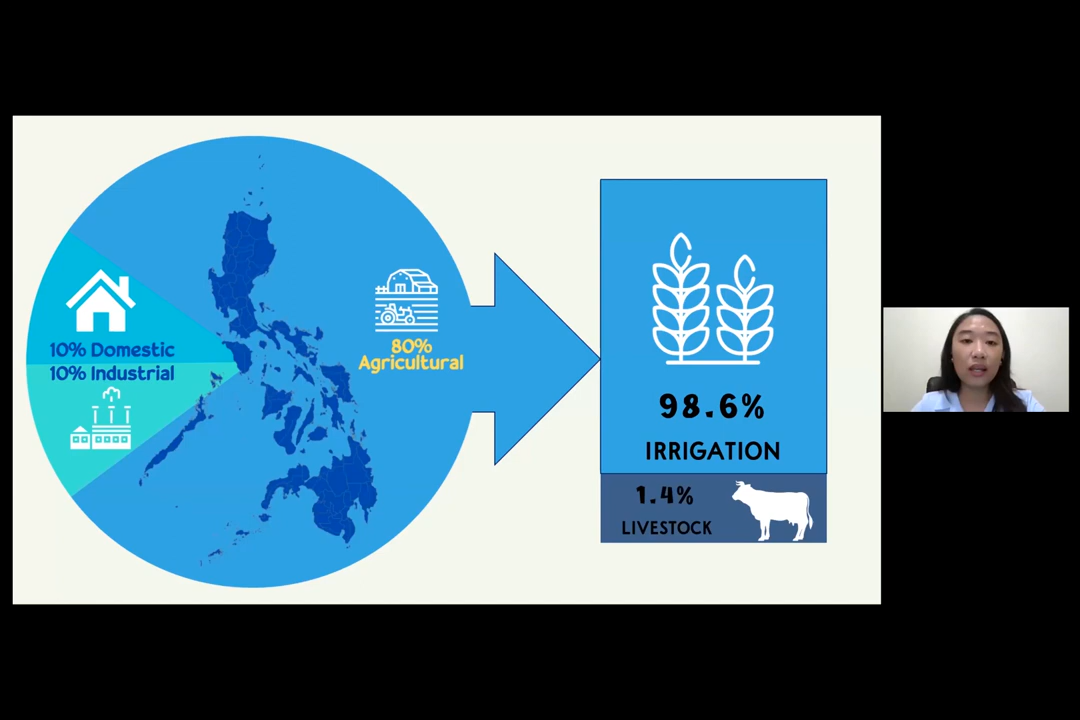 10% Domestic
10% Industrial
80%
Agricultural
98.6%
IRRIGATION
1.4%
LIVESTOCK